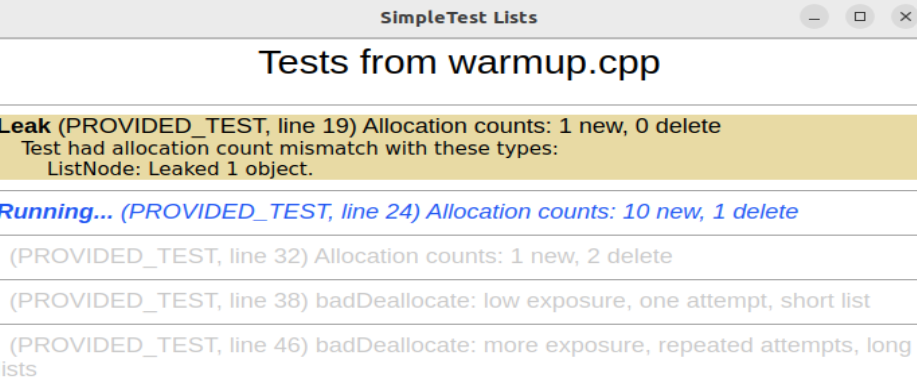 SimpleTest Lists
Tests from warmup.cpp
Leak (PROVIDED_TEST, line 19) Allocation counts: 1 new, 0 delete
Test had allocation count mismatch with these types:
ListNode: Leaked 1 object.
Running... (PROVIDED_TEST, line 24) Allocation counts: 10 new, 1 delete
(PROVIDED_TEST, line 32) Allocation counts: 1 new, 2 delete
(PROVIDED_TEST, line 38) badDeallocate: low exposure, one attempt, short list
(PROVIDED_TEST, line 46) badDeallocate: more exposure, repeated attempts, long
lists